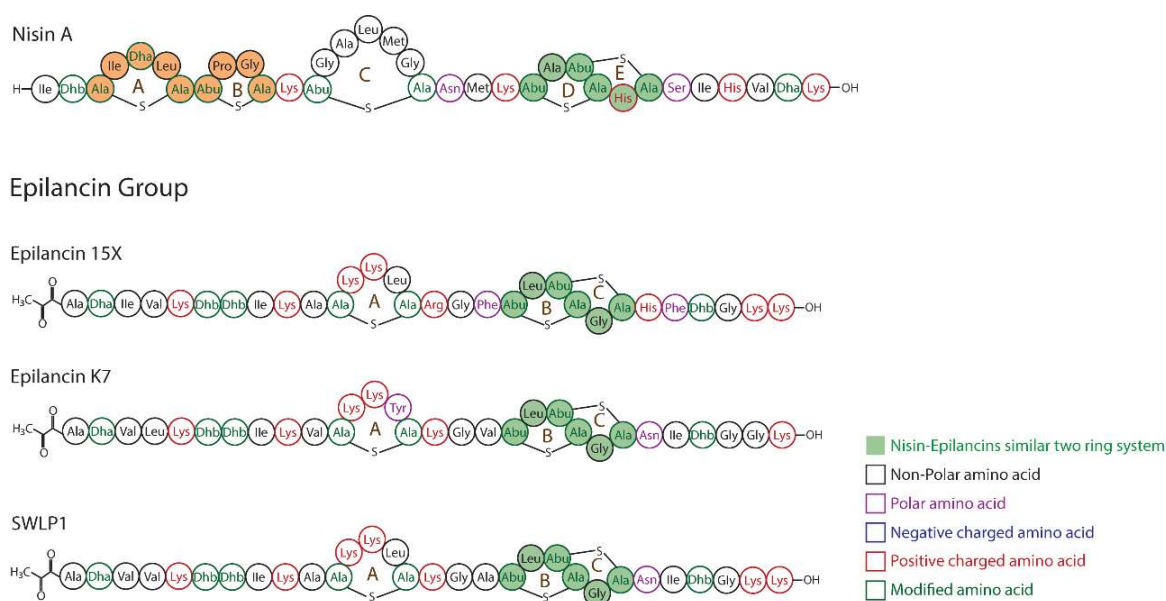 Nisin A
H Ile Dhb Ala Ile Dha Leu Ala Abu Pro Gly Ala Lys Abu Gly Ala Leu Met Gly Ala Asn Met Lys Abu Ala Abu Ala His Ala Ser Ile His Val Dha Lys OH
A S B S C S D S E S
Epilancin Group
Epilancin 15X
H₃C O O Ala Dha Ile Val Lys Dhb Dhb Ile Lys Ala Ala Lys Lys Leu Ala Arg Gly Phe Abu Leu Abu Ala Gly Ala His Phe Dhb Gly Lys Lys OH
A S B S C S
Epilancin K7
H₃C O O Ala Dha Val Leu Lys Dhb Dhb Ile Lys Val Ala Lys Lys Tyr Ala Lys Gly Val Abu Leu Abu Ala Gly Ala Asn Ile Dhb Gly Gly Lys OH
A S B S C S
SWLP1
H₃C O O Ala Dha Val Val Lys Dhb Dhb Ile Lys Ala Ala Lys Lys Leu Ala Lys Gly Ala Abu Leu Abu Ala Gly Ala Asn Ile Dhb Gly Lys Lys OH
A S B S C S
Nisin-Epilancins similar two ring system
Non-Polar amino acid
Polar amino acid
Negative charged amino acid
Positive charged amino acid
Modified amino acid